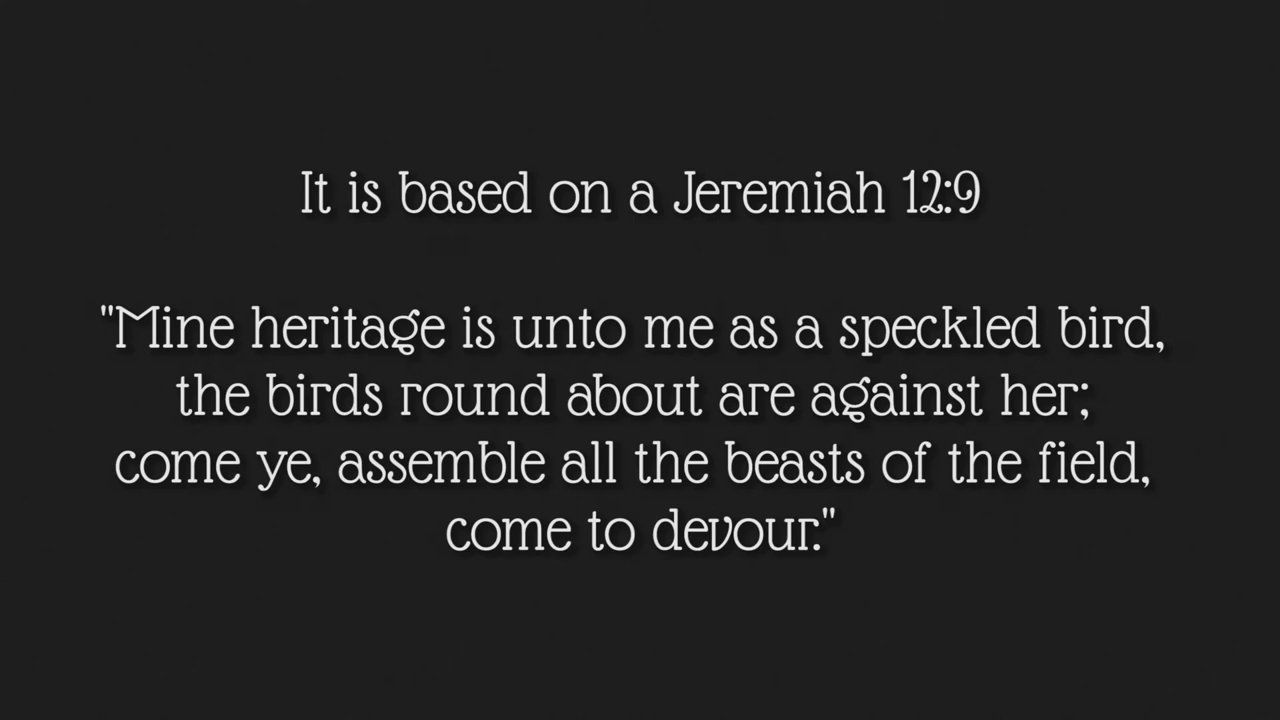 It is based on a Jeremiah 12:9
"Mine heritage is unto me as a speckled bird,
the birds round about are against her;
come ye, assemble all the beasts of the field,
come to devour."